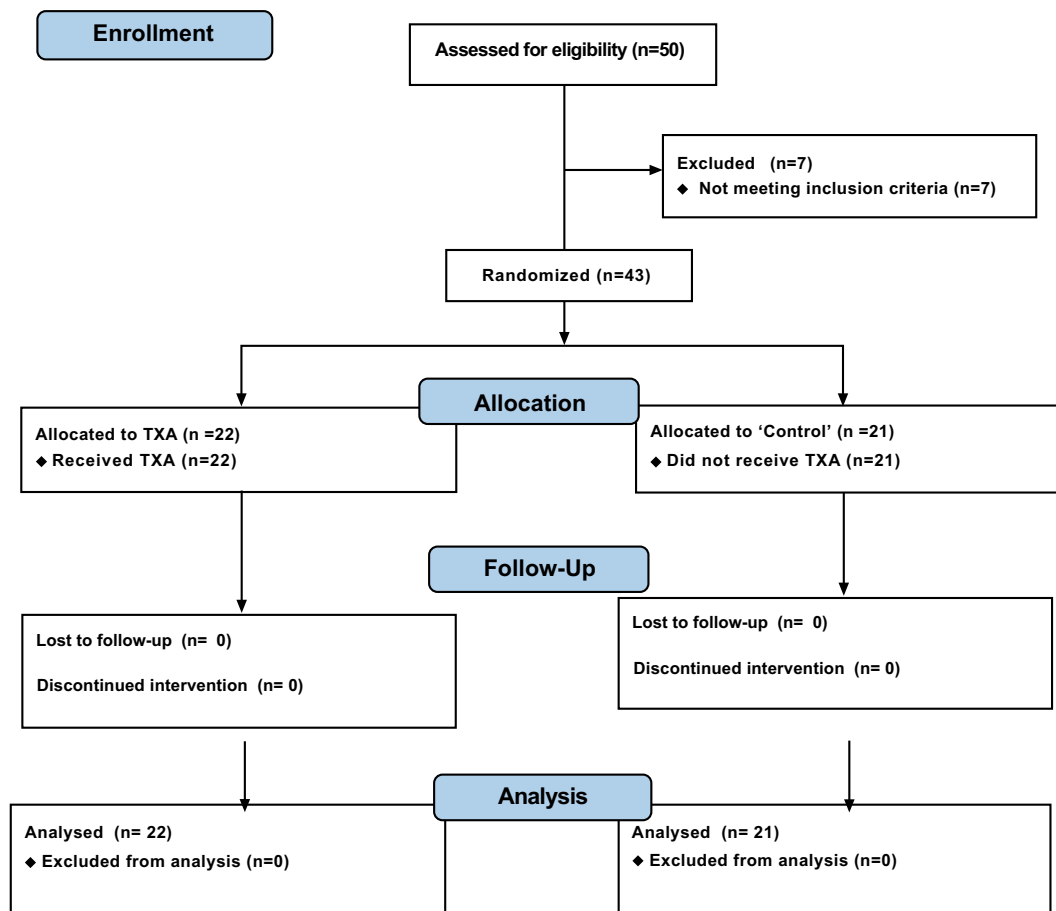 Enrollment
Assessed for eligibility (n=50)
Excluded (n=7)
◆ Not meeting inclusion criteria (n=7)
Randomized (n=43)
Allocation
Allocated to TXA (n =22)
◆ Received TXA (n=22)
Allocated to ‘Control’ (n =21)
◆ Did not receive TXA (n=21)
Follow-Up
Lost to follow-up (n= 0)
Discontinued intervention (n= 0)
Lost to follow-up (n= 0)
Discontinued intervention (n= 0)
Analysis
Analysed (n= 22)
◆ Excluded from analysis (n=0)
Analysed (n= 21)
◆ Excluded from analysis (n=0)